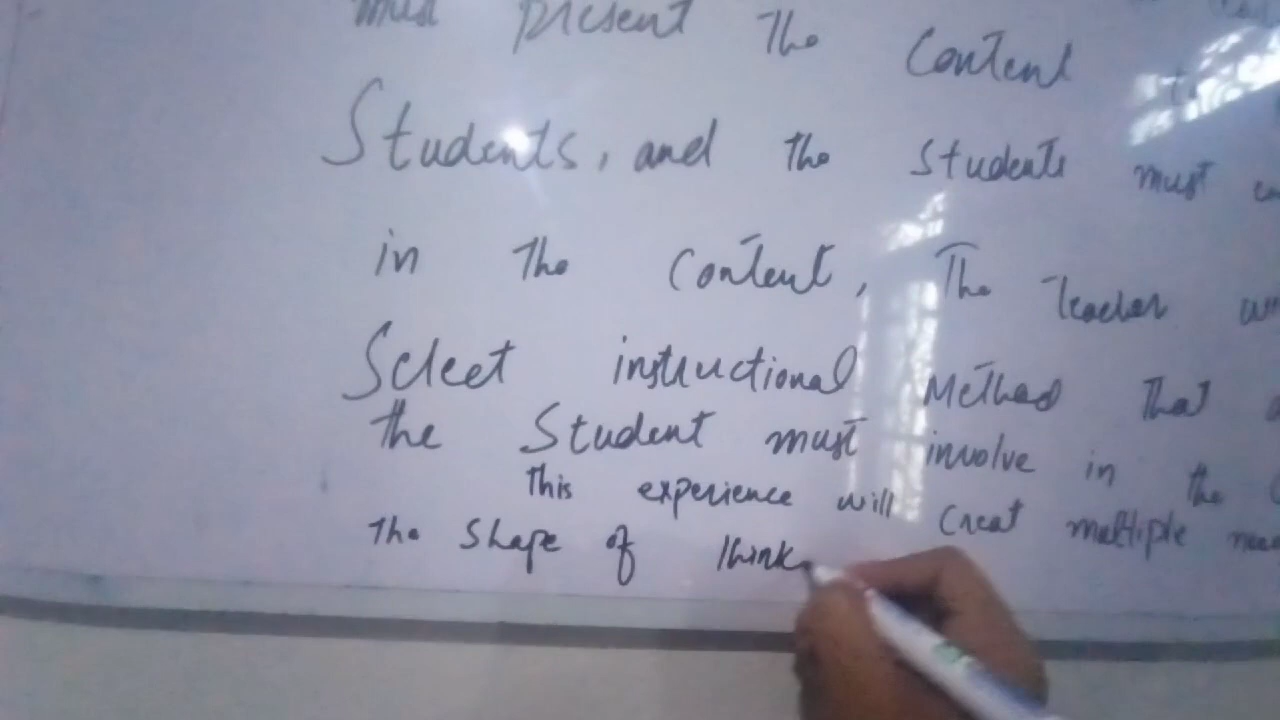 must present the Content to
Students, and the Students must
in the Content, The Teacher
Select instructional Method That
the Student must involve in the
This experience will Creat multiple
The Shape of think